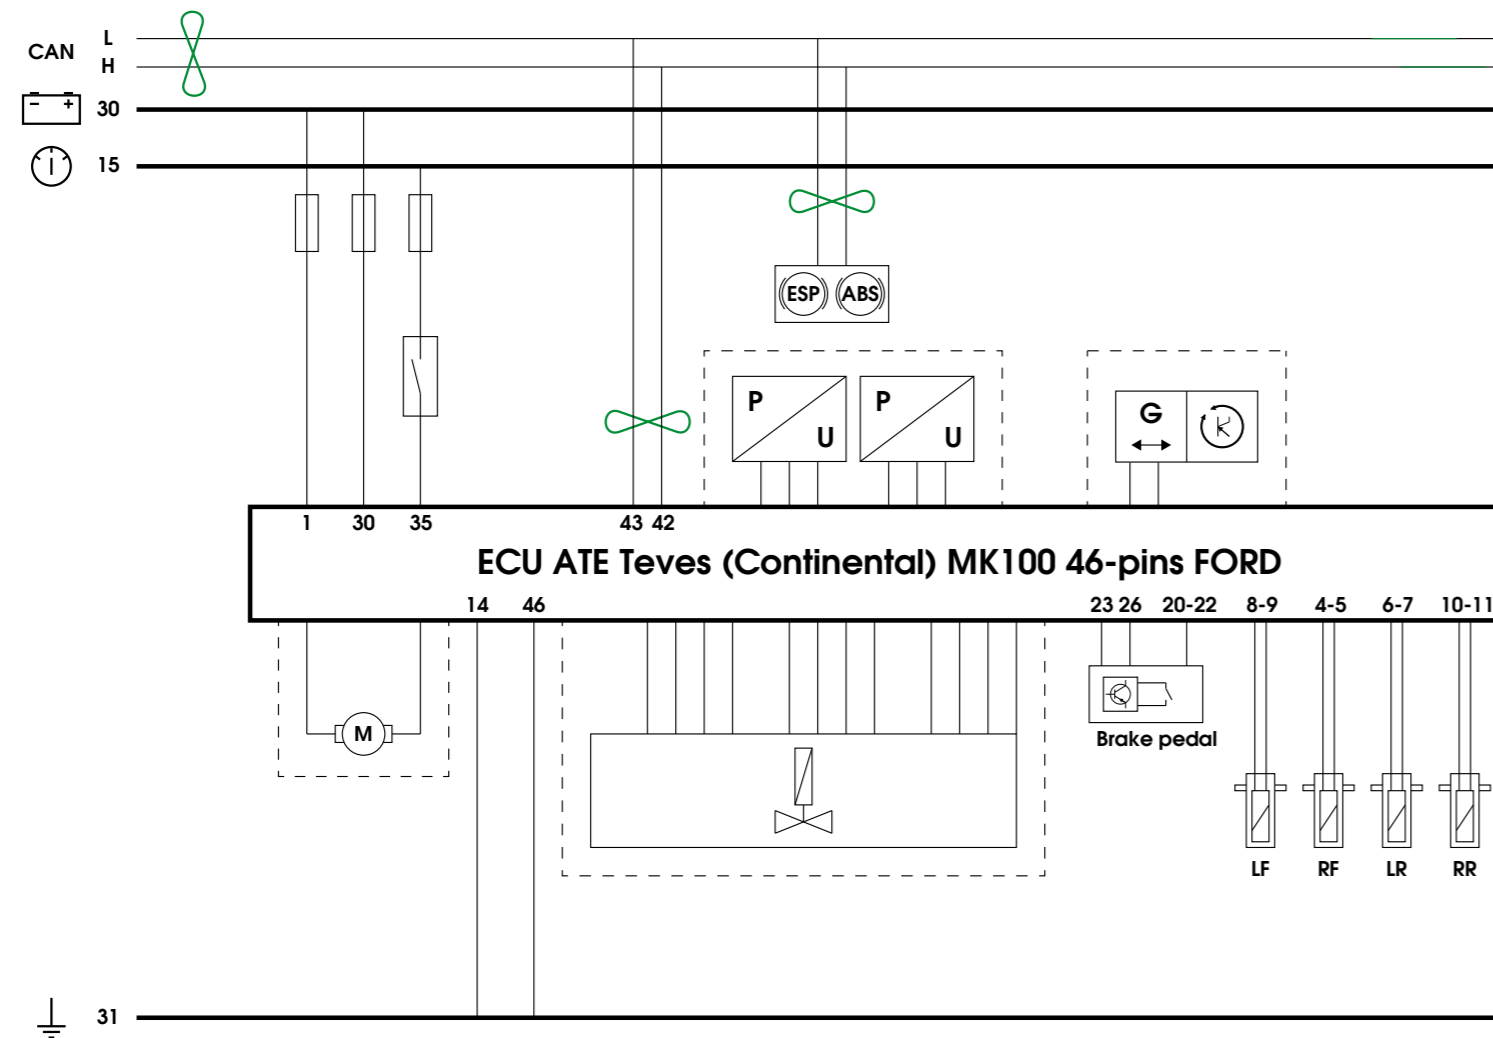 CAN L
H
- + 30
15
ESP ABS
P U P U G
1 30 35 43 42
ECU ATE Teves (Continental) MK100 46-pins FORD
14 46 23 26 20-22 8-9 4-5 6-7 10-11
M
Brake pedal
LF RF LR RR
31